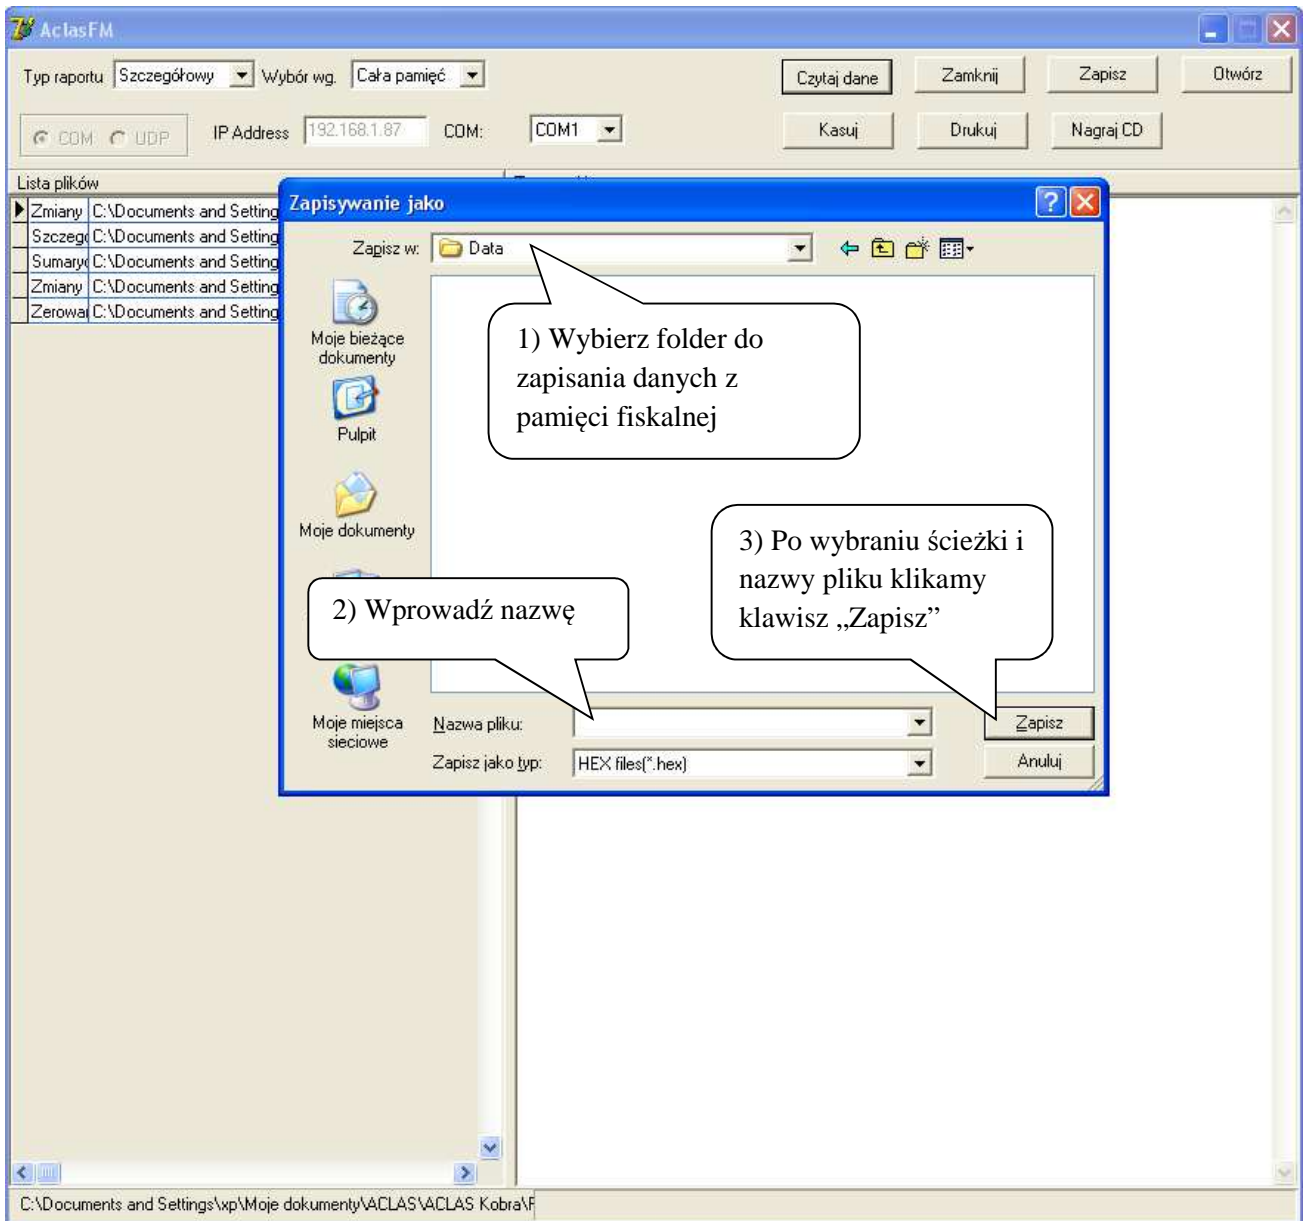 AclasFM
Typ raportu Szczegółowy Wybór wg. Cała pamięć Czytaj dane Zamknij Zapisz Otwórz
COM UDP IP Address 192.168.1.87 COM: COM1 Kasuj Drukuj Nagraj CD
Lista plików
Zmiany C:\Documents and Setting
Szczegó C:\Documents and Setting
Sumaryc C:\Documents and Setting
Zmiany C:\Documents and Setting
Zerowan C:\Documents and Setting
Zapisywanie jako
Zapisz w: Data
Moje bieżące
dokumenty
Pulpit
Moje dokumenty
Moje miejsca
sieciowe
1) Wybierz folder do
zapisania danych z
pamięci fiskalnej
2) Wprowadź nazwę
3) Po wybraniu ścieżki i
nazwy pliku klikamy
klawisz „Zapisz”
Nazwa pliku: Zapisz
Zapisz jako typ: HEX files(*.hex) Anuluj
C:\Documents and Settings\xp\Moje dokumenty\ACLAS\ACLAS Kobra\F